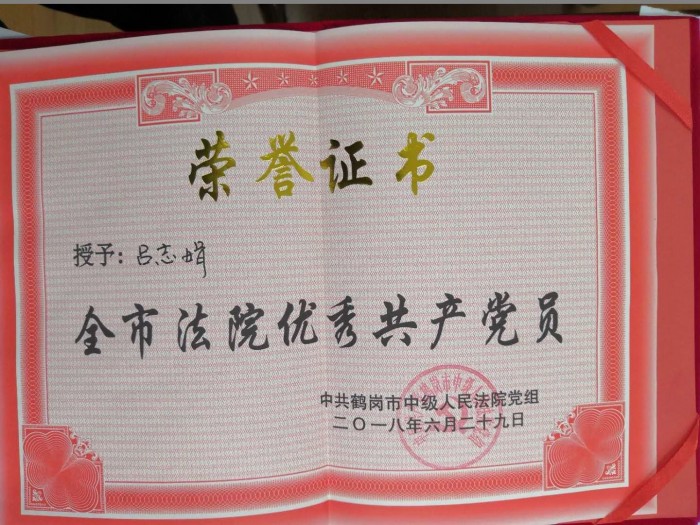 荣誉证书
授予：吕志娟
全市法院优秀共产党员
中共鹤岗市中级人民法院党组
二〇一八年六月二十九日